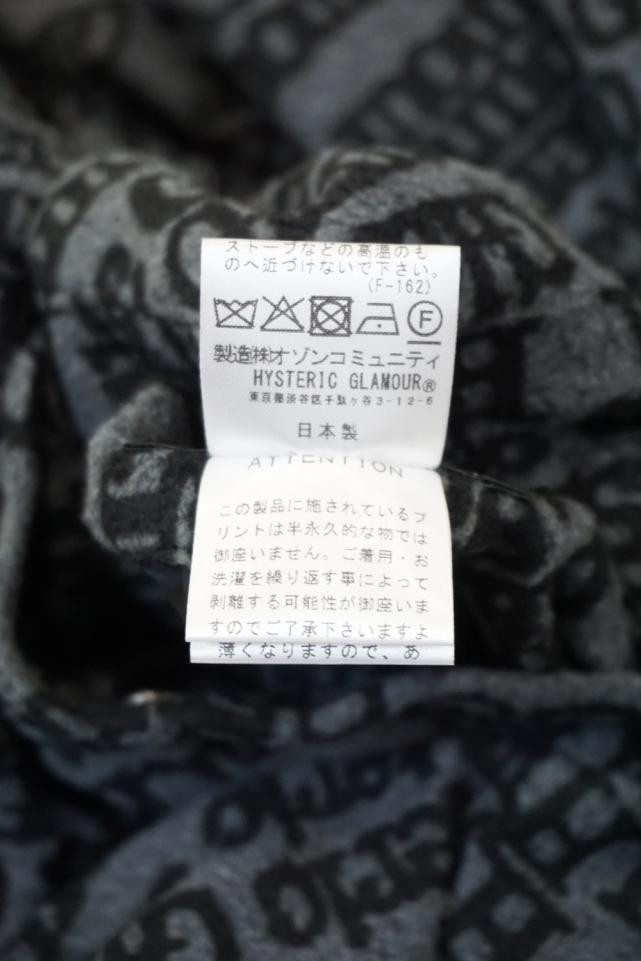 ストーブなどの高温のも
のへ近づけないで下さい。
(F-162)
F
製造㈱オゾンコミュニティ
HYSTERIC GLAMOUR®
東京都渋谷区千駄ヶ谷3-12-6
日本製
ATTENTION
この製品に施されているプ
リントは半永久的な物では
御座いません。ご着用・お
洗濯を繰り返す事によって
剥離する可能性が御座いま
すのでご了承下さいますよ
薄くなりますので、あ